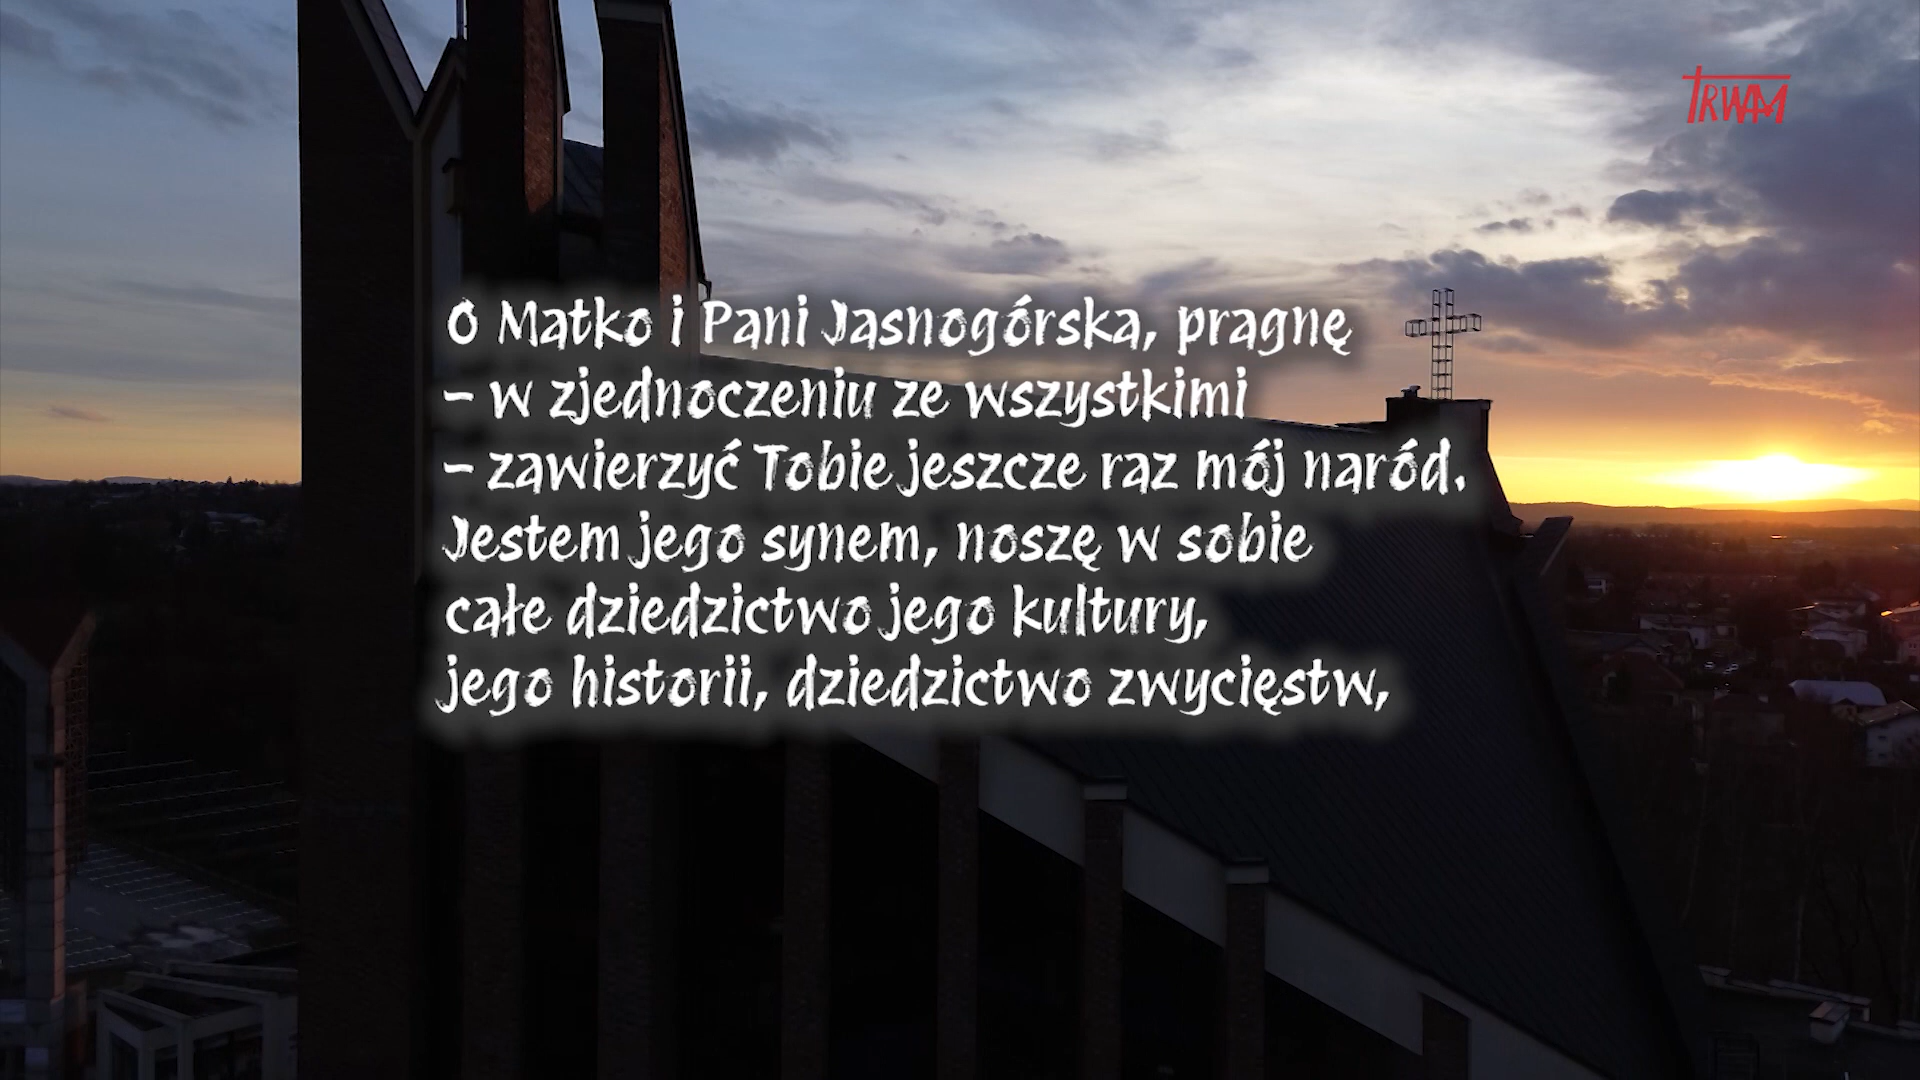 TRWAM
O Matko i Pani Jasnogórska, pragnę
– w zjednoczeniu ze wszystkimi
– zawierzyć Tobie jeszcze raz mój naród.
Jestem jego synem, noszę w sobie
całe dziedzictwo jego kultury,
jego historii, dziedzictwo zwycięstw,